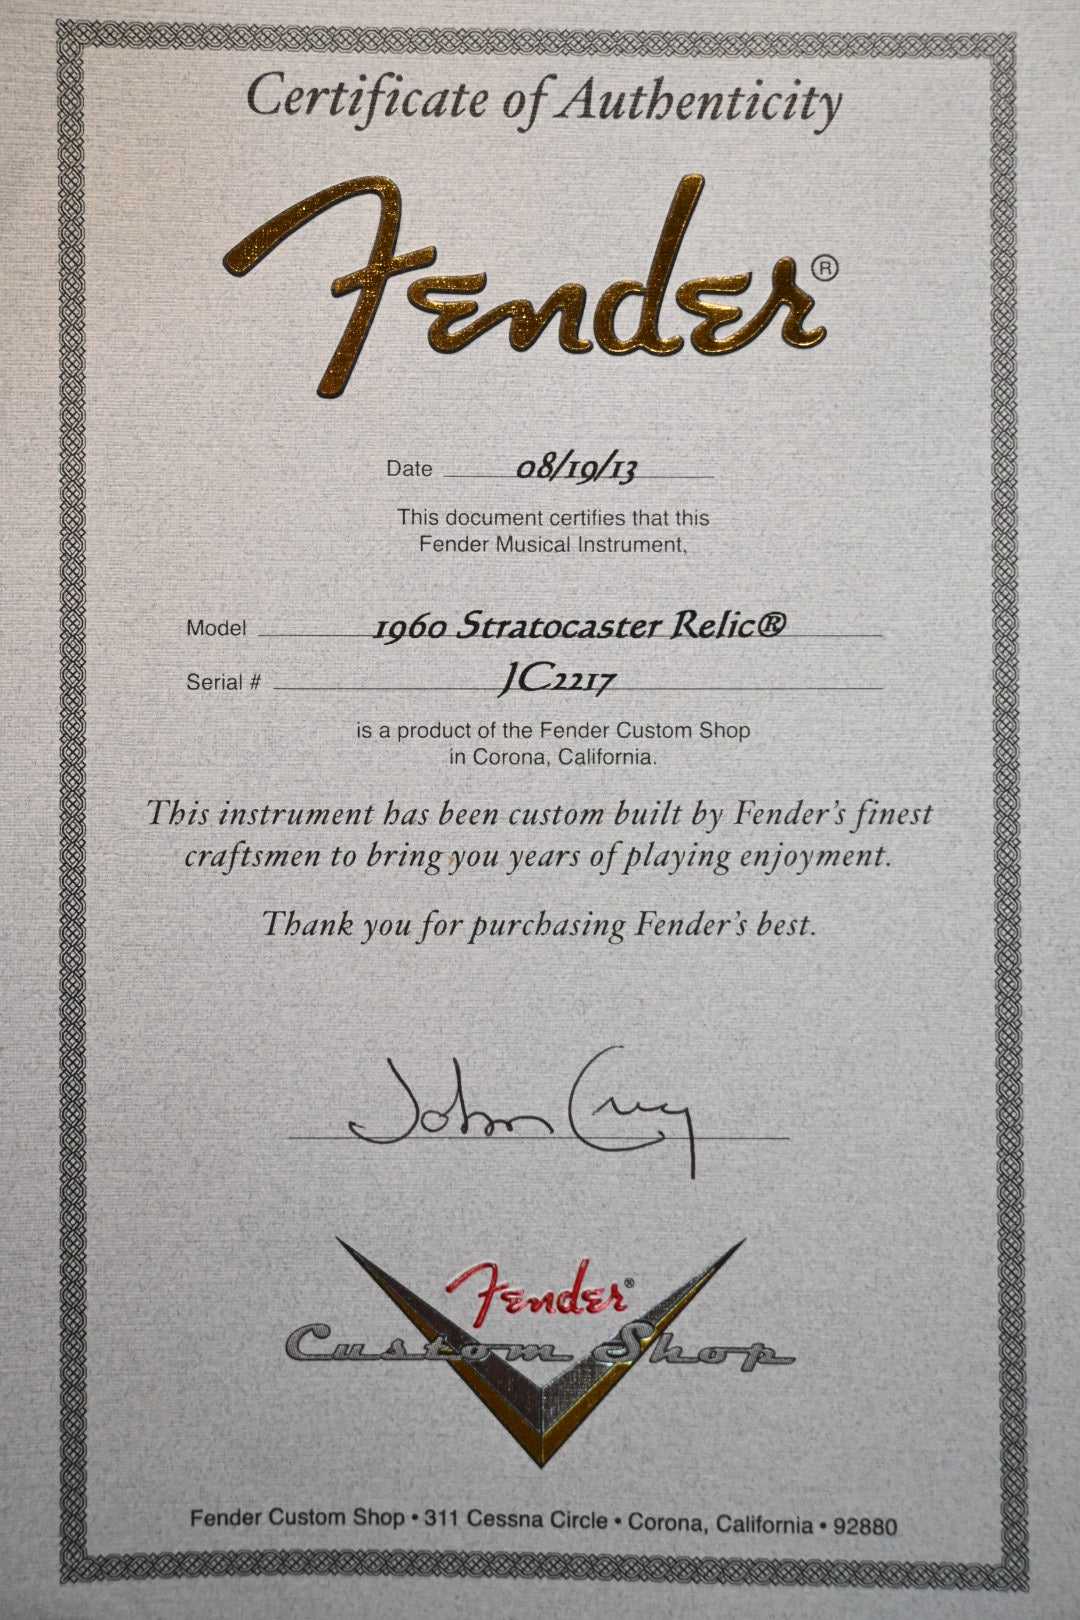 Certificate of Authenticity
Fender®
Date 08/19/13
This document certifies that this
Fender Musical Instrument,
Model 1960 Stratocaster Relic®
Serial # JC2217
is a product of the Fender Custom Shop
in Corona, California.
This instrument has been custom built by Fender's finest
craftsmen to bring you years of playing enjoyment.
Thank you for purchasing Fender's best.
John Cruz
Fender®
Custom Shop
Fender Custom Shop • 311 Cessna Circle • Corona, California • 92880